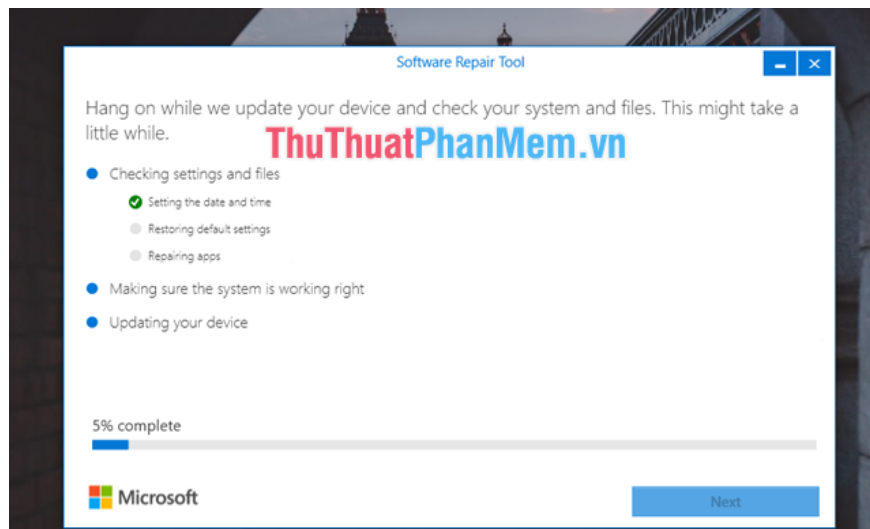 Software Repair Tool
Hang on while we update your device and check your system and files. This might take a
little while.
ThuThuatPhanMem.vn
Checking settings and files
Setting the date and time
Restoring default settings
Repairing apps
Making sure the system is working right
Updating your device
5% complete
Microsoft
Next